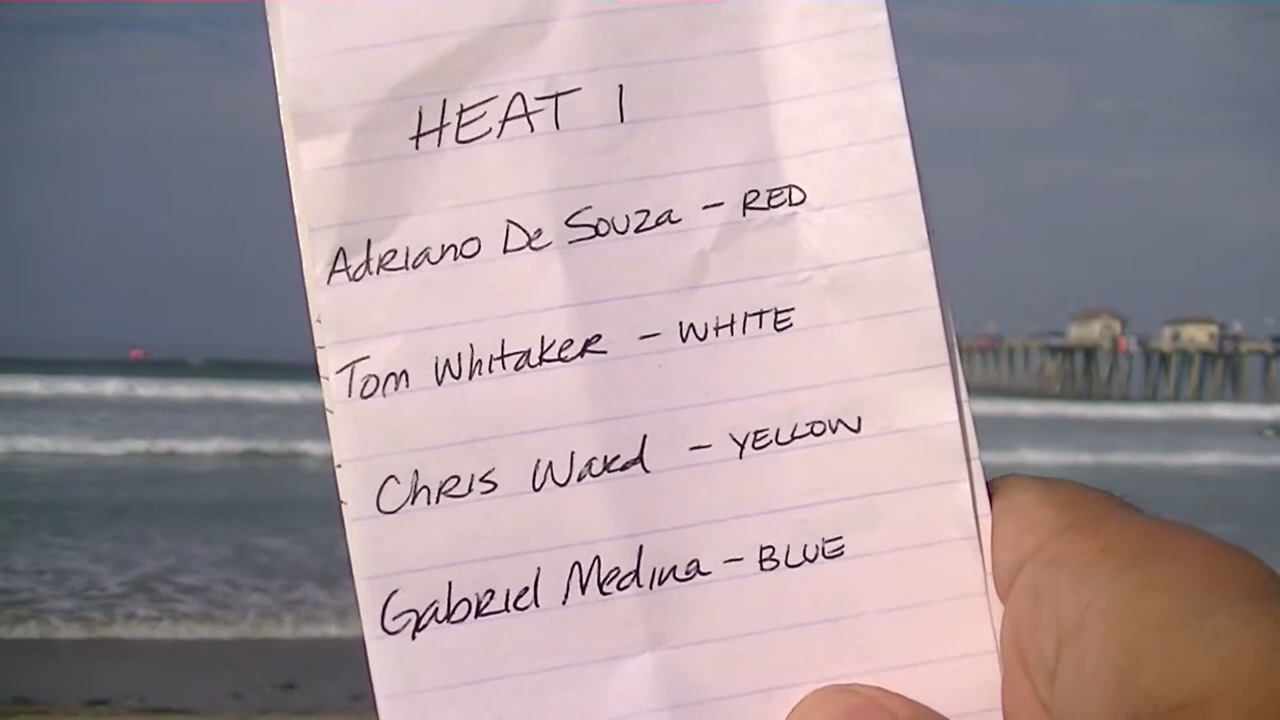 HEAT 1
Adriano De Souza - RED
Tom Whitaker - WHITE
Chris Ward - YELLOW
Gabriel Medina - BLUE